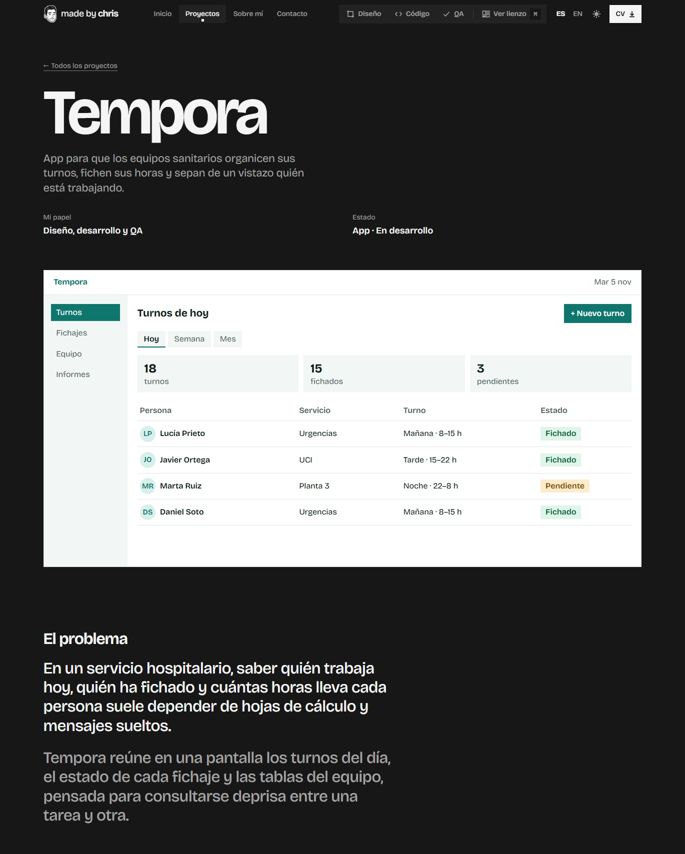 made by chris
Inicio Proyectos Sobre mí Contacto Diseño Código QA Ver lienzo M ES EN CV
← Todos los proyectos
Tempora
App para que los equipos sanitarios organicen sus
turnos, fichen sus horas y sepan de un vistazo quién
está trabajando.
Mi papel Estado
Diseño, desarrollo y QA App · En desarrollo
Tempora Mar 5 nov
Turnos
Fichajes
Equipo
Informes
Turnos de hoy + Nuevo turno
Hoy Semana Mes
18 15 3
turnos fichados pendientes
Persona Servicio Turno Estado
LP Lucía Prieto Urgencias Mañana · 8–15 h Fichado
JO Javier Ortega UCI Tarde · 15–22 h Fichado
MR Marta Ruiz Planta 3 Noche · 22–8 h Pendiente
DS Daniel Soto Urgencias Mañana · 8–15 h Fichado
El problema
En un servicio hospitalario, saber quién trabaja
hoy, quién ha fichado y cuántas horas lleva cada
persona suele depender de hojas de cálculo y
mensajes sueltos.
Tempora reúne en una pantalla los turnos del día,
el estado de cada fichaje y las tablas del equipo,
pensada para consultarse deprisa entre una
tarea y otra.